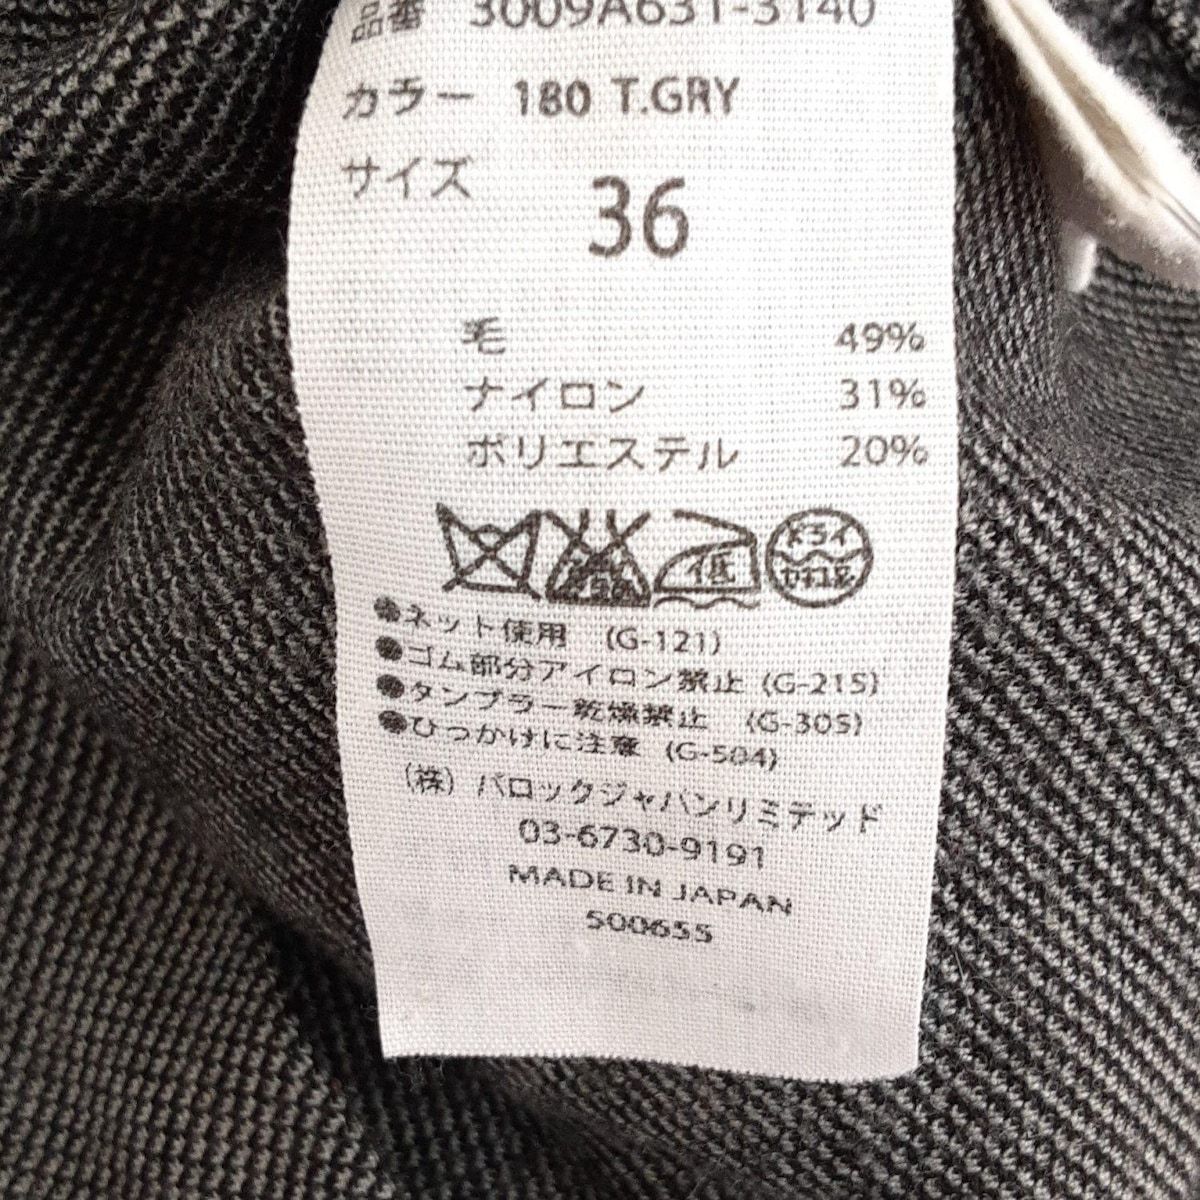 品番 3009A631-3140
カラー 180 T.GRY
サイズ 36
毛 49%
ナイロン 31%
ポリエステル 20%
低 ドライ セキユ系
●ネット使用 (G-121)
●ゴム部分アイロン禁止 (G-215)
●タンブラー乾燥禁止 (G-305)
●ひっかけに注意 (G-504)
(株) バロックジャパンリミテッド
03-6730-9191
MADE IN JAPAN
500655